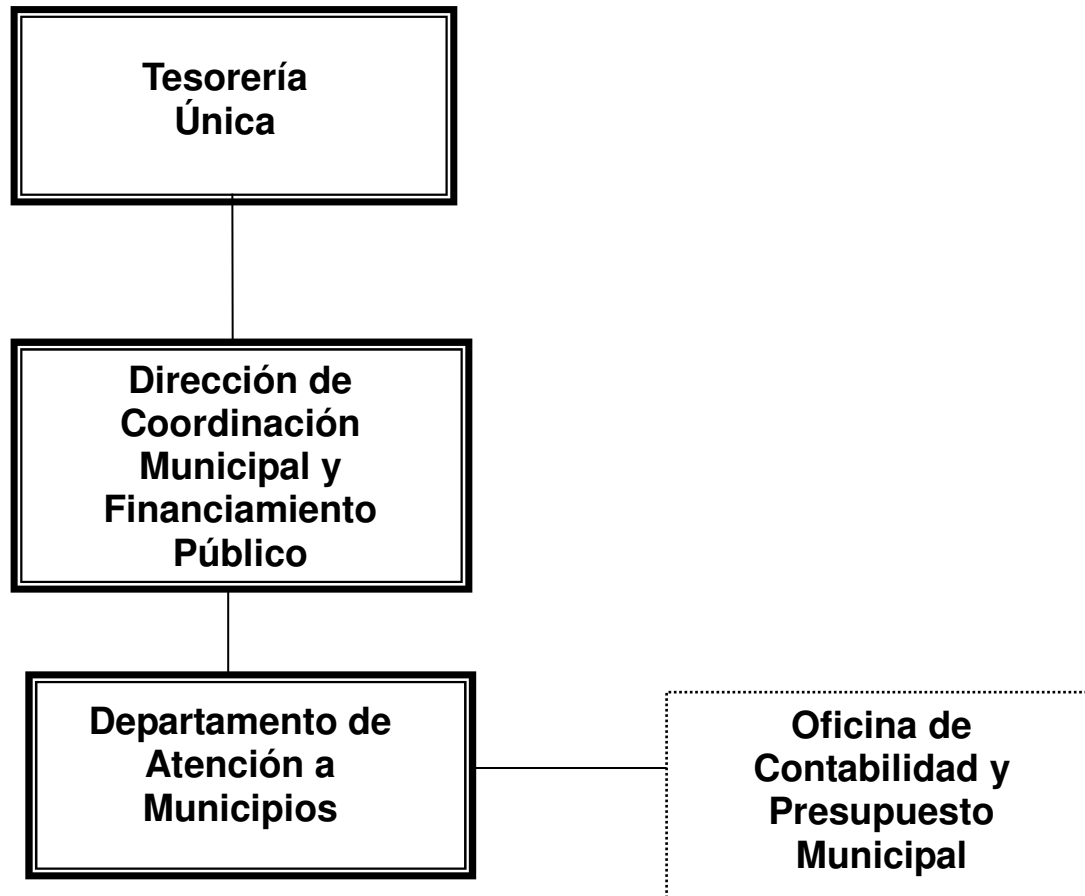 Tesorería
Única
Dirección de
Coordinación
Municipal y
Financiamiento
Público
Departamento de
Atención a
Municipios
Oficina de
Contabilidad y
Presupuesto
Municipal